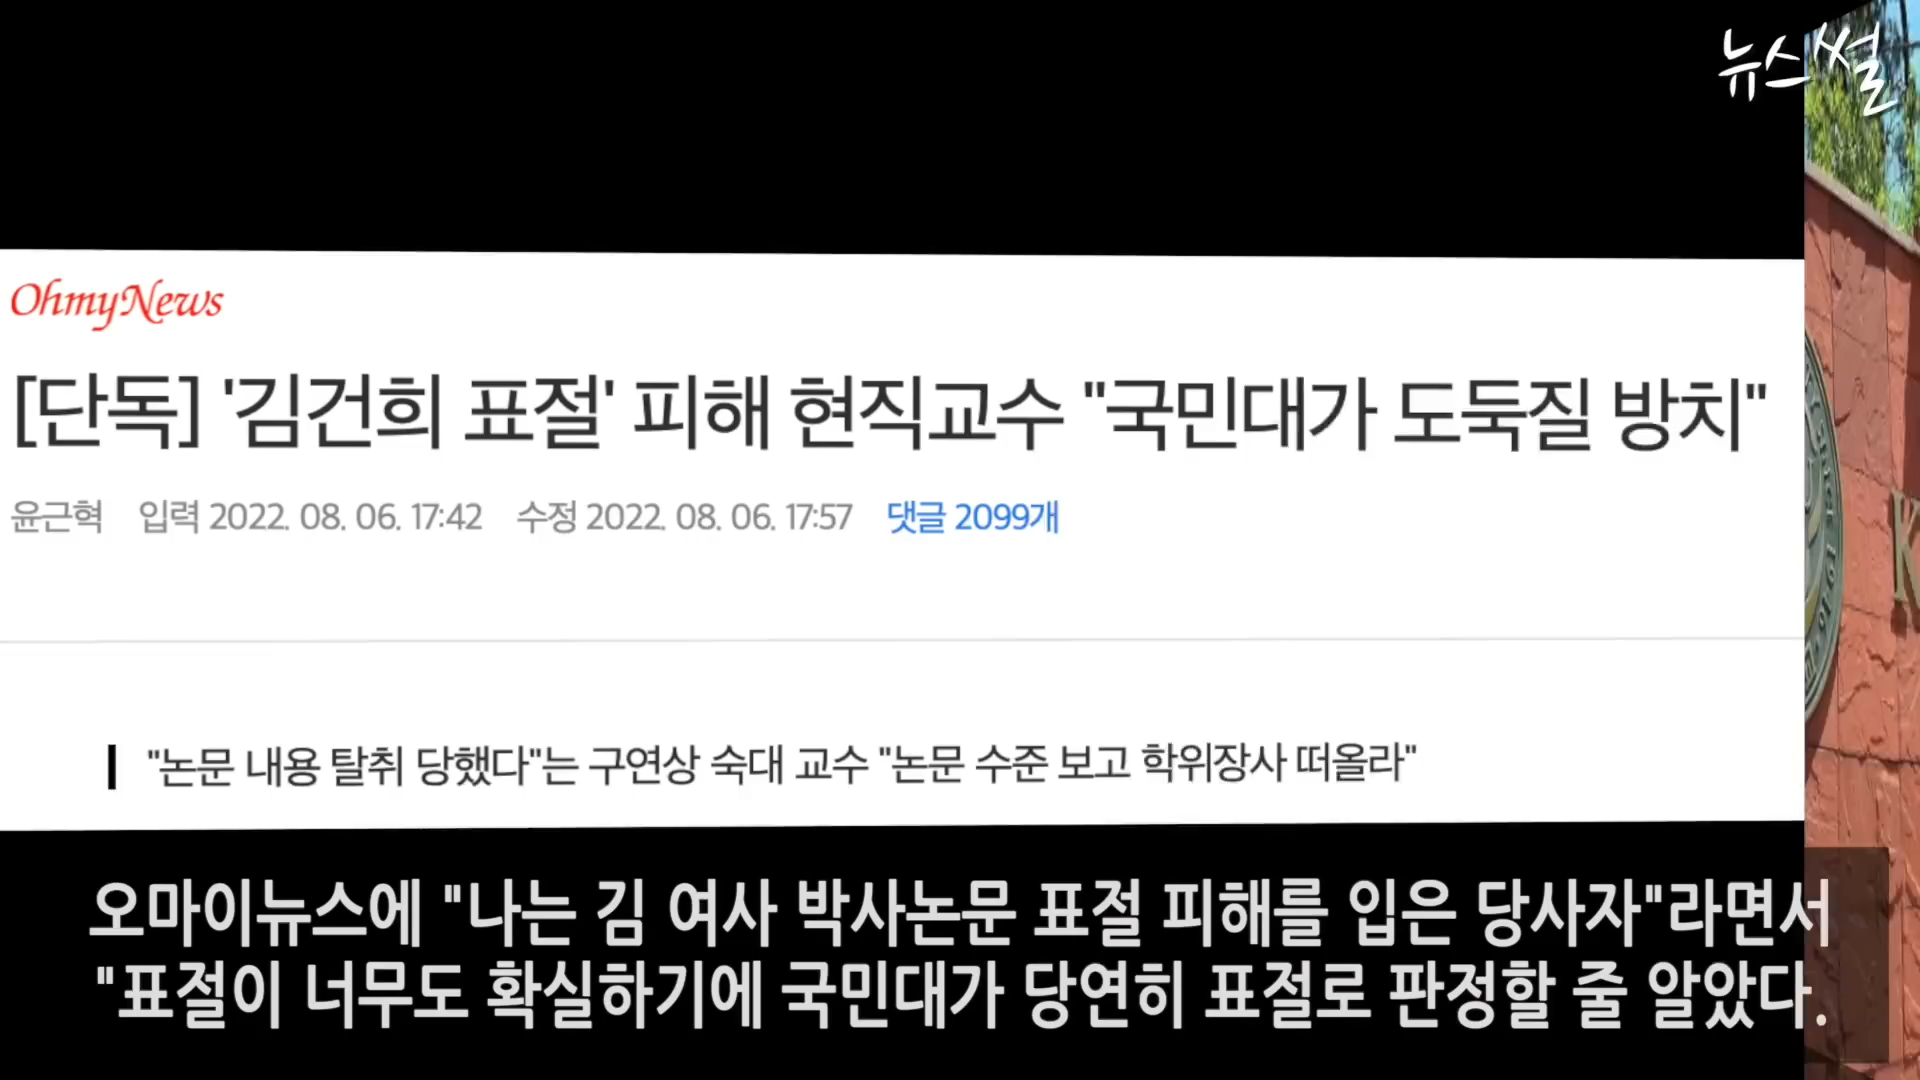 뉴스썰
OhmyNews
[단독] '김건희 표절' 피해 현직교수 "국민대가 도둑질 방치"
윤근혁 입력 2022. 08. 06. 17:42 수정 2022. 08. 06. 17:57 댓글 2099개
"논문 내용 탈취 당했다"는 구연상 숙대 교수 "논문 수준 보고 학위장사 떠올라"
오마이뉴스에 "나는 김 여사 박사논문 표절 피해를 입은 당사자"라면서
"표절이 너무도 확실하기에 국민대가 당연히 표절로 판정할 줄 알았다.